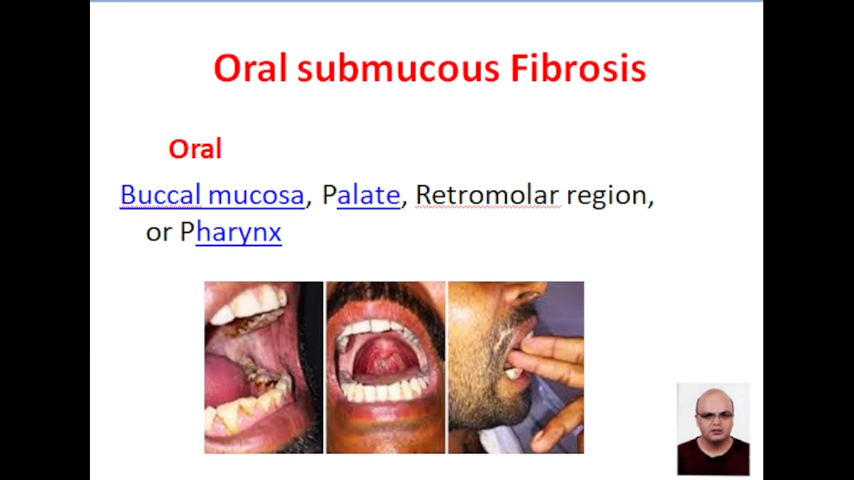 Oral submucous Fibrosis
Oral
Buccal mucosa, Palate, Retromolar region,
or Pharynx